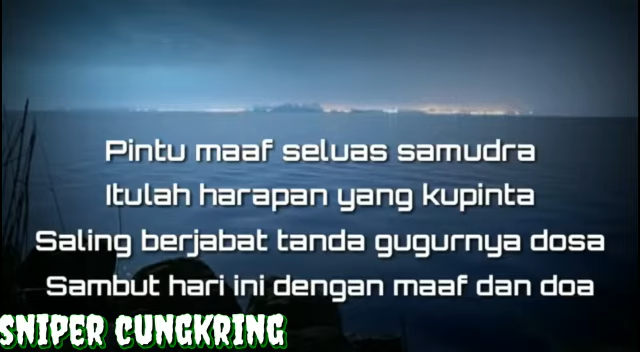 Pintu maaf seluas samudra
Itulah harapan yang kupinta
Saling berjabat tanda gugurnya dosa
Sambut hari ini dengan maaf dan doa
SNIPER CUNGKRING